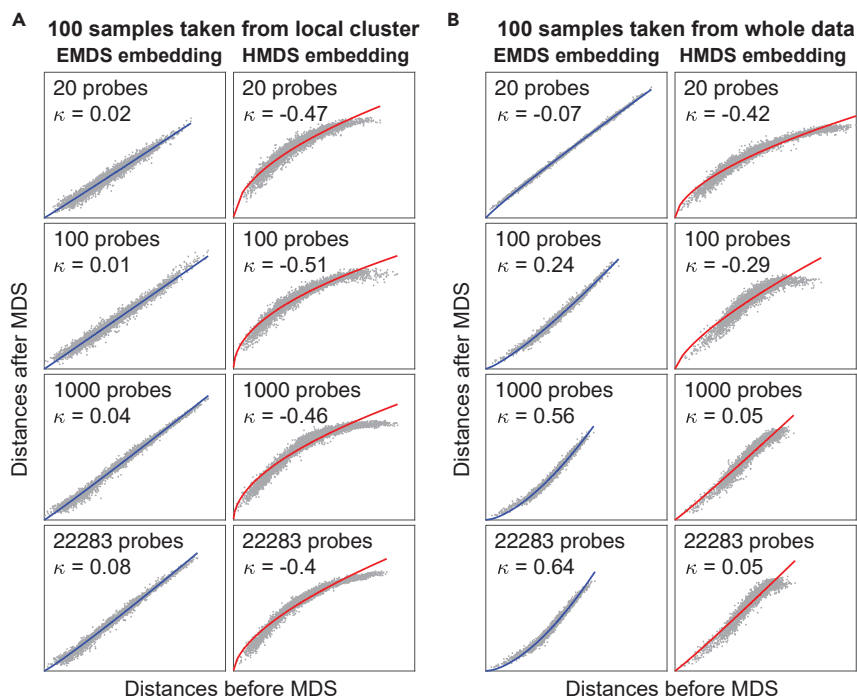 A 100 samples taken from local cluster
EMDS embedding HMDS embedding
20 probes
κ = 0.02
20 probes
κ = -0.47
100 probes
κ = 0.01
100 probes
κ = -0.51
1000 probes
κ = 0.04
1000 probes
κ = -0.46
22283 probes
κ = 0.08
22283 probes
κ = -0.4
Distances after MDS
Distances before MDS
B 100 samples taken from whole data
EMDS embedding HMDS embedding
20 probes
κ = -0.07
20 probes
κ = -0.42
100 probes
κ = 0.24
100 probes
κ = -0.29
1000 probes
κ = 0.56
1000 probes
κ = 0.05
22283 probes
κ = 0.64
22283 probes
κ = 0.05
Distances after MDS
Distances before MDS